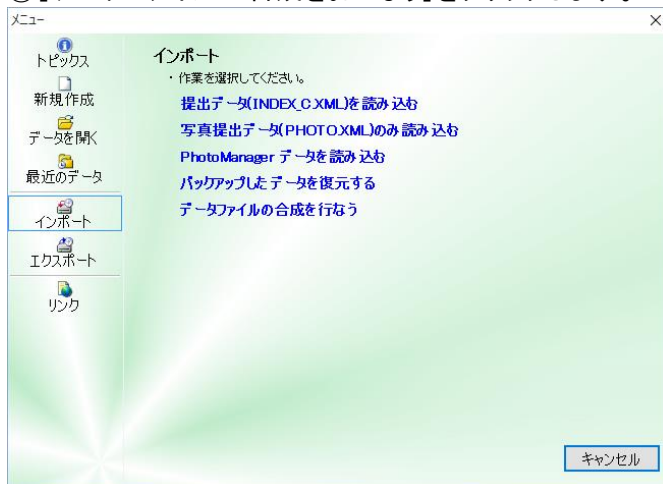 メニュー
トピックス
新規作成
データを開く
最近のデータ
インポート
エクスポート
リンク
インポート
・作業を選択してください。
提出データ(INDEX_C.XML)を読み込む
写真提出データ(PHOTO.XML)のみ読み込む
PhotoManager データを読み込む
バックアップしたデータを復元する
データファイルの合成を行なう
キャンセル